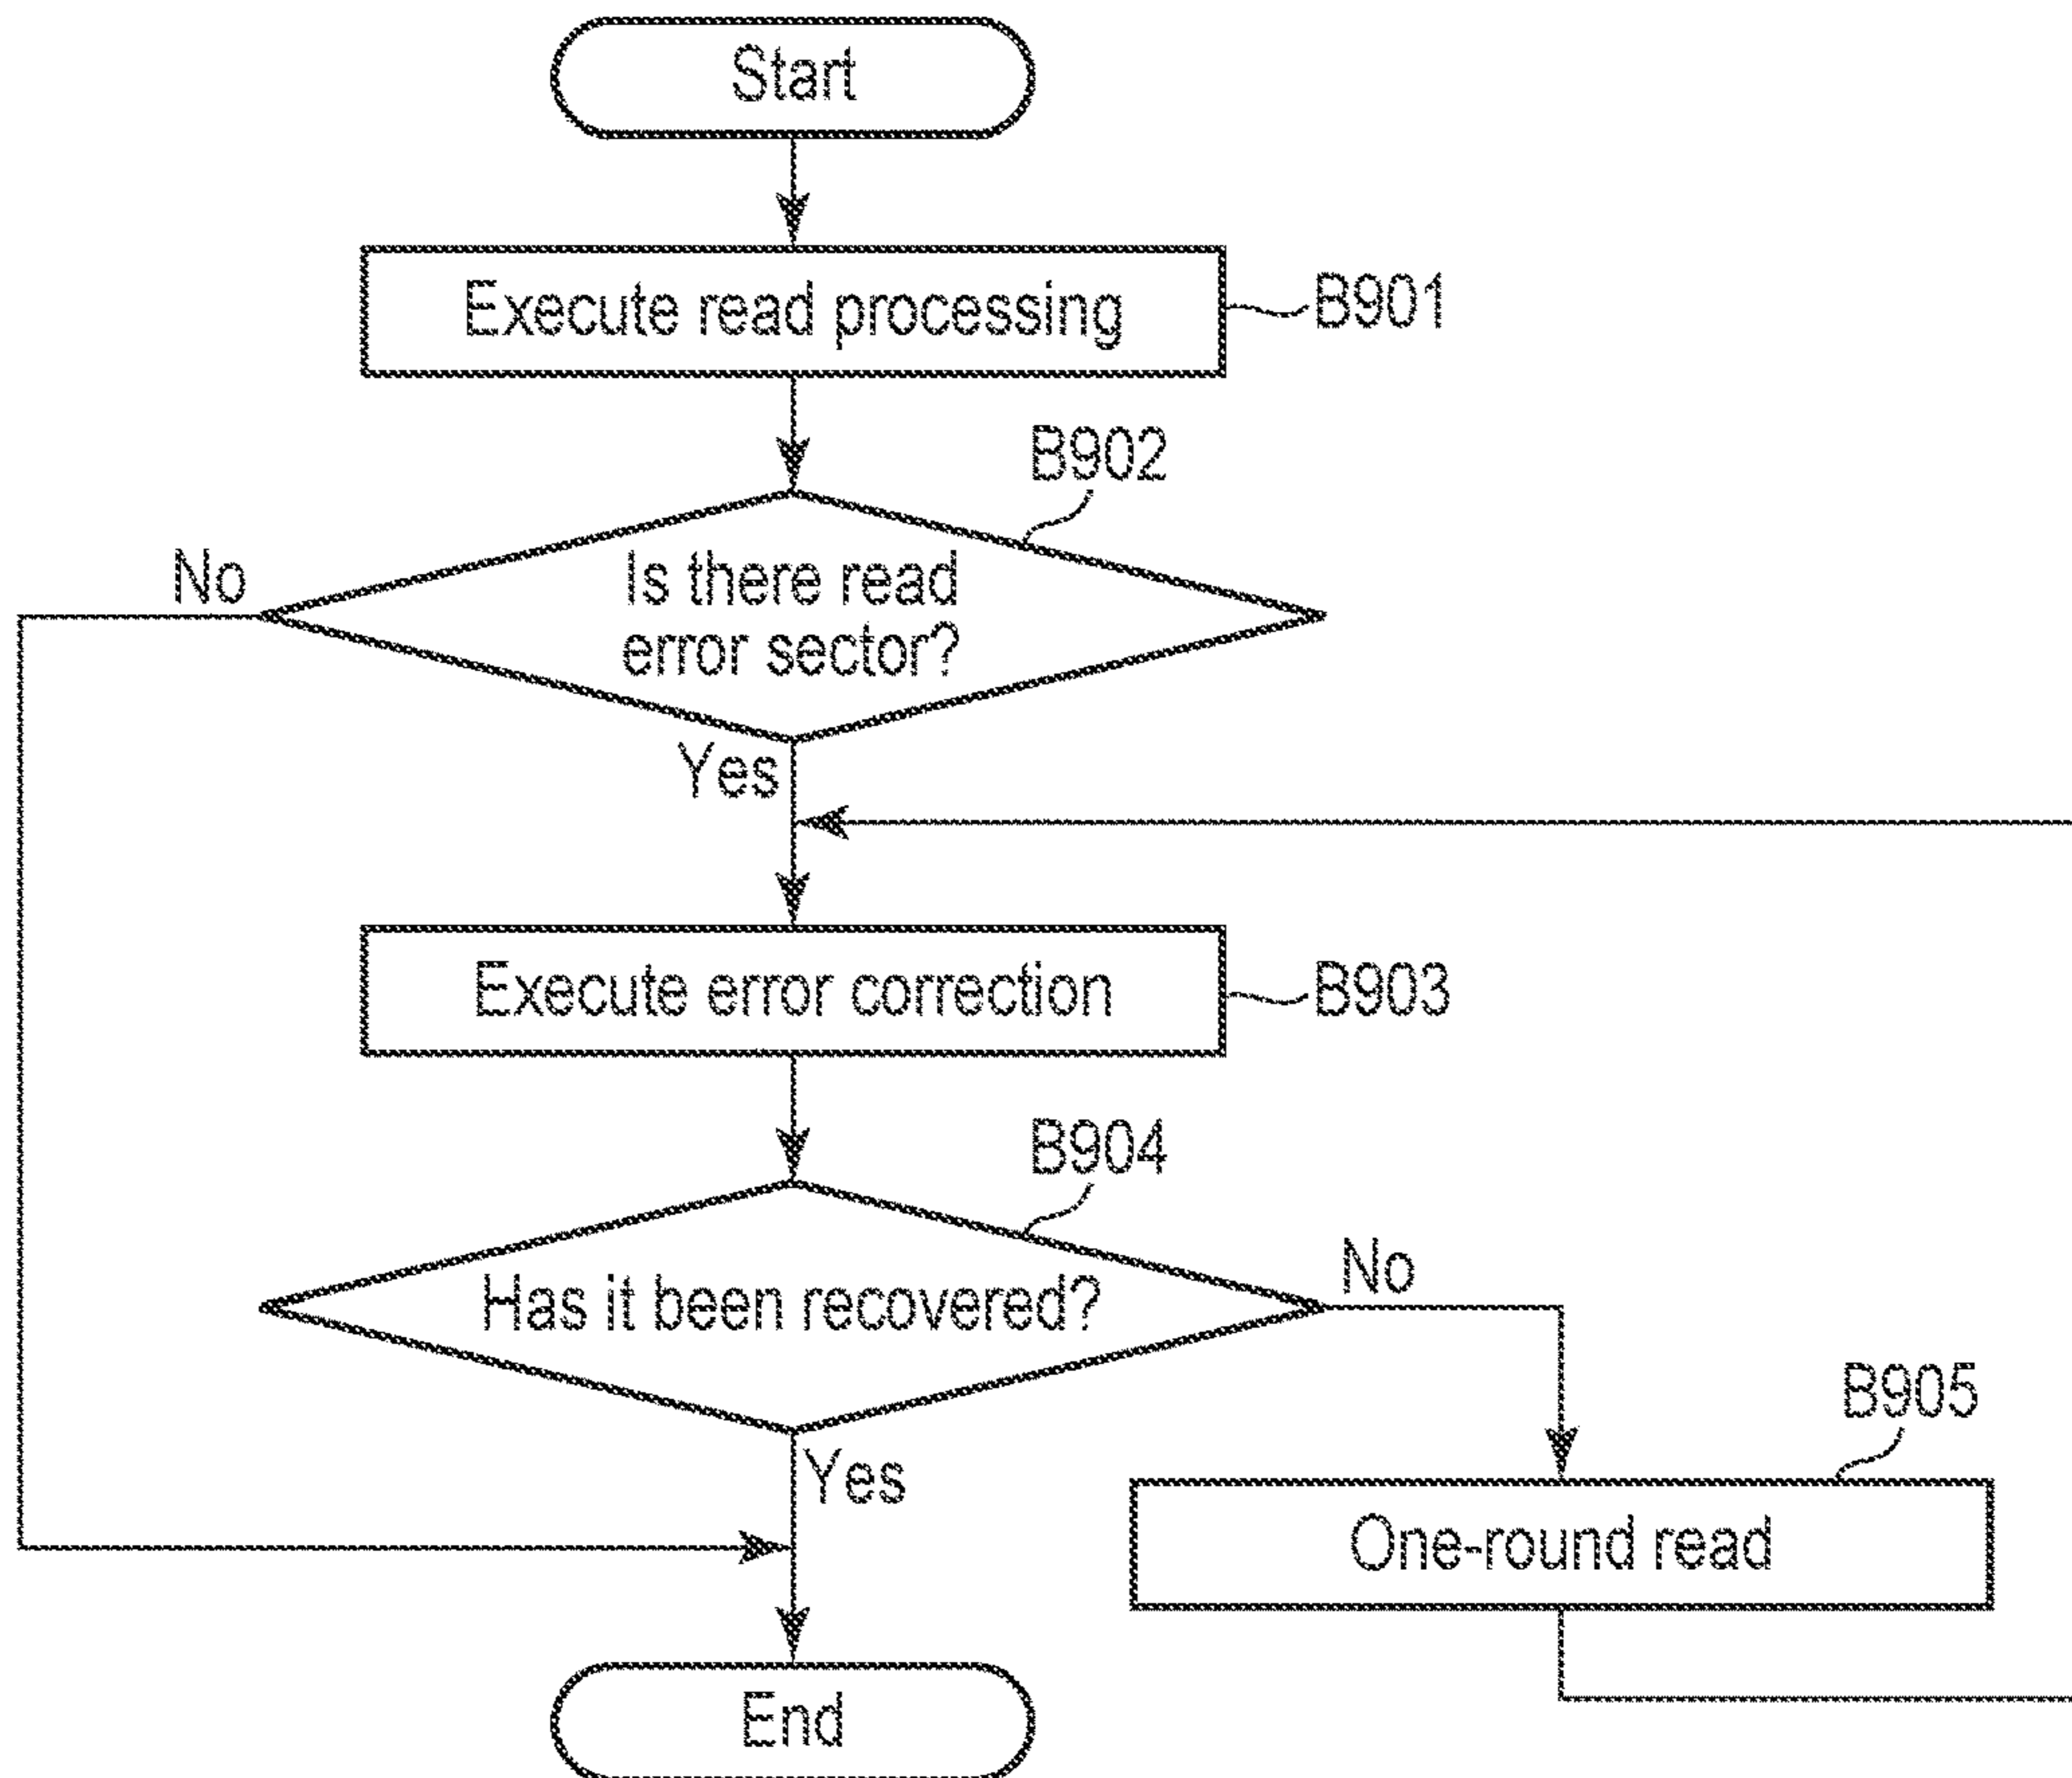 Start
Execute read processing
B901
B902
No
Is there read
error sector?
Yes
Execute error correction
B903
B904
Has it been recovered?
No
Yes
B905
One-round read
End